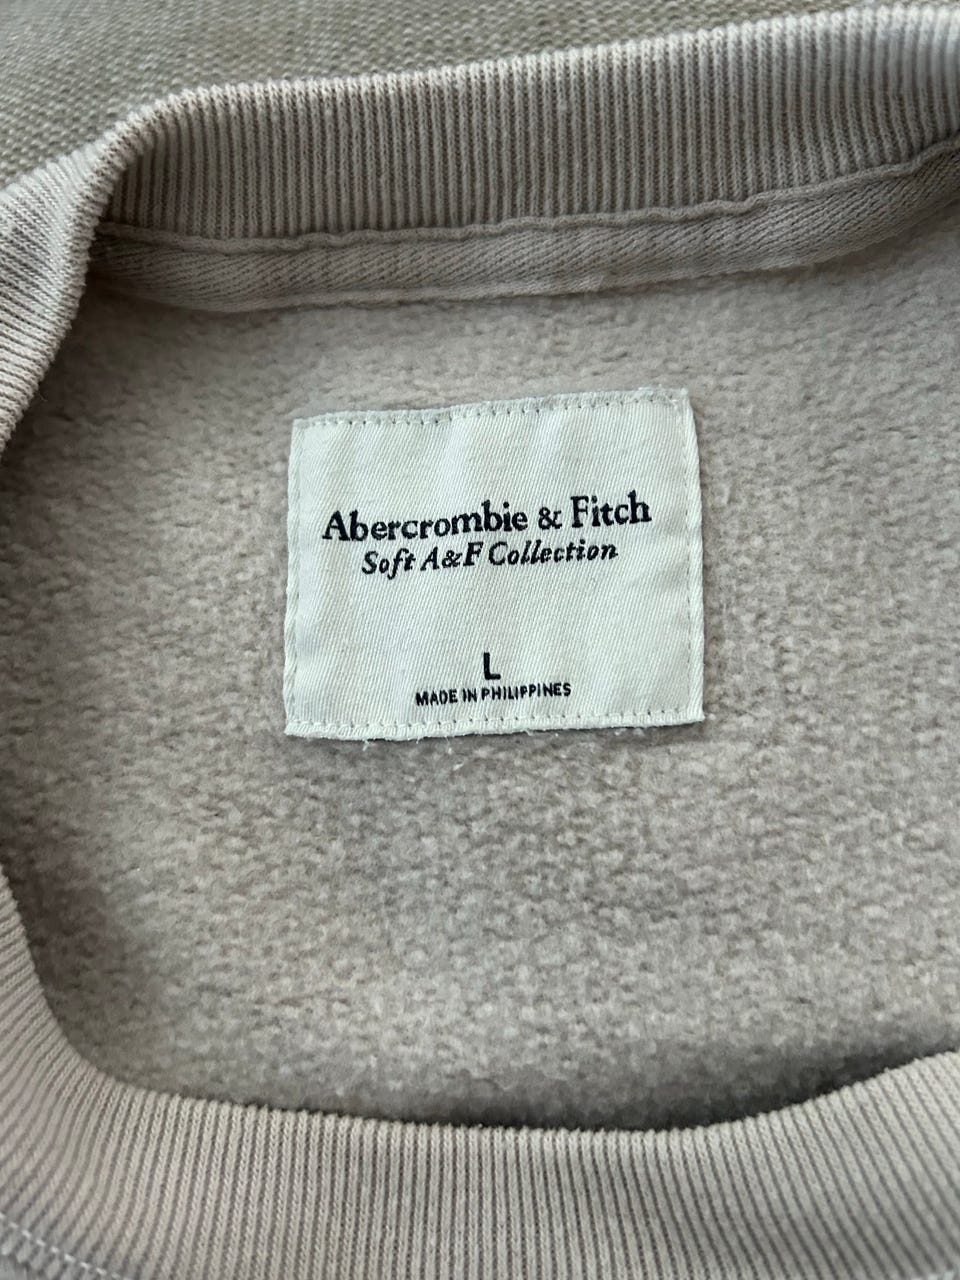 Abercrombie & Fitch
Soft A&F Collection
L
MADE IN PHILIPPINES